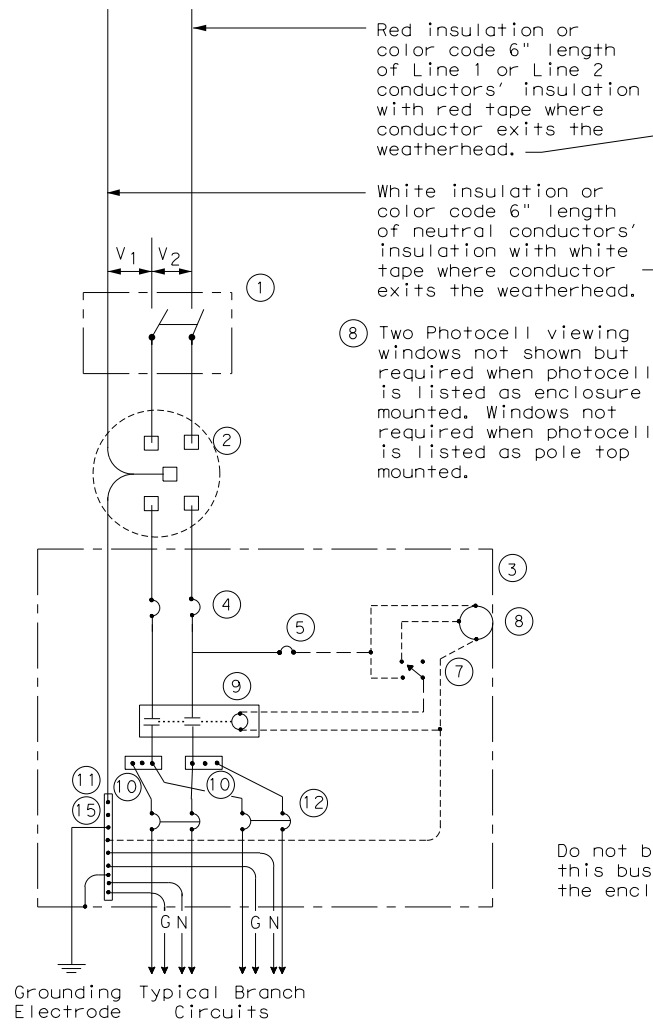 Red insulation or
color code 6" length
of Line 1 or Line 2
conductors' insulation
with red tape where
conductor exits the
weatherhead.
White insulation or
color code 6" length
of neutral conductors'
insulation with white
tape where conductor
exits the weatherhead.
V1 V2
1
8 Two Photocell viewing
windows not shown but
required when photocell
is listed as enclosure
mounted. Windows not
required when photocell
is listed as pole top
mounted.
2
3
4
5
8
7
9
11 10 10
15 12
Do not b
this bus
the encl
G N G N
Grounding
Electrode
Typical Branch
Circuits